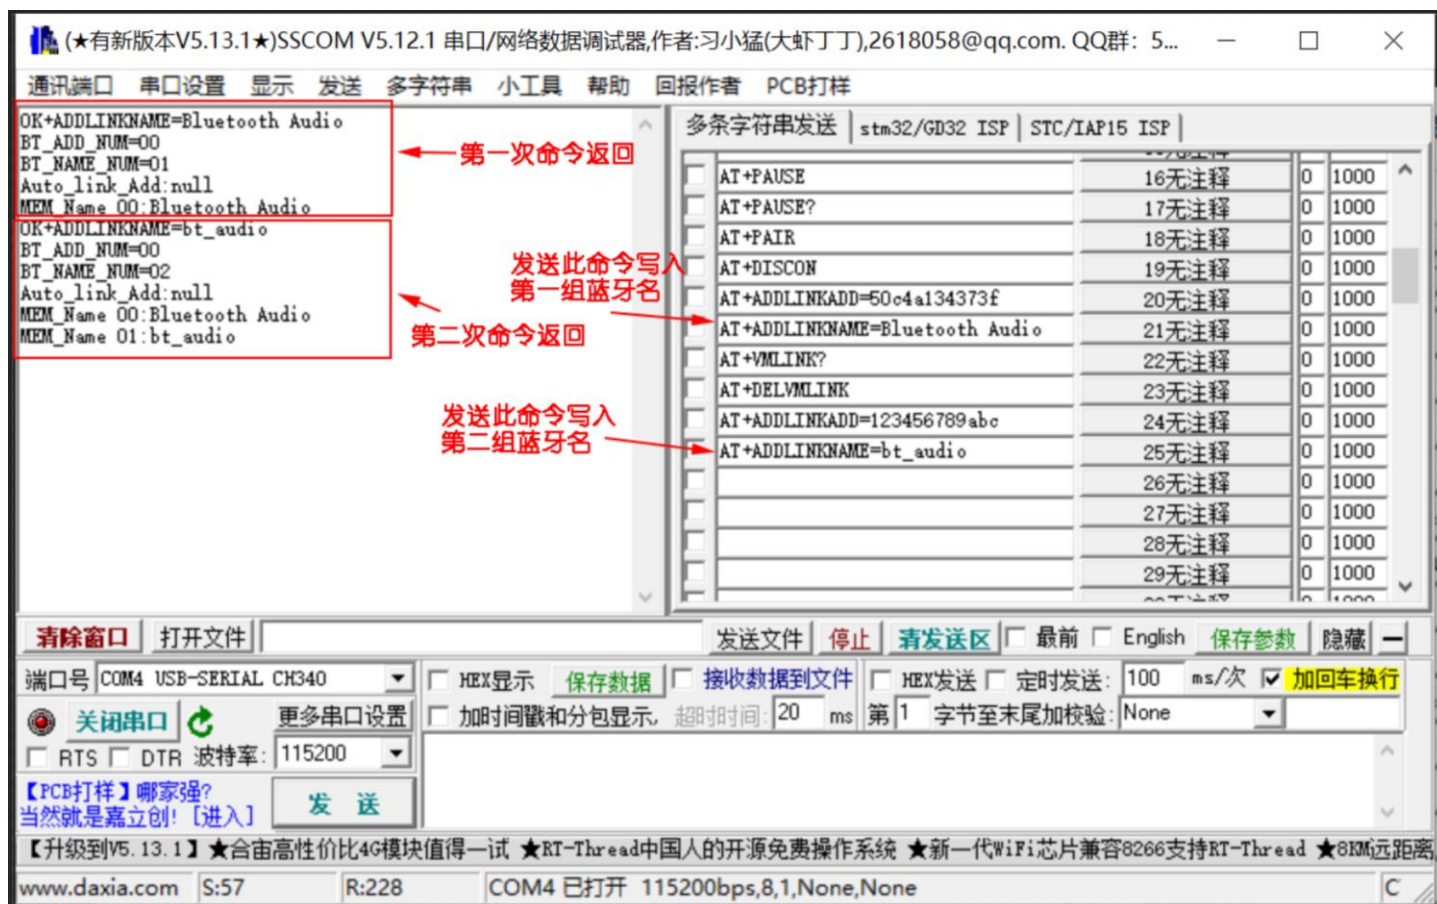 (★有新版本V5.13.1★)SSCOM V5.12.1 串口/网络数据调试器,作者:习小猛(大虾丁丁),2618058@qq.com. QQ群: 5...
通讯端口 串口设置 显示 发送 多字符串 小工具 帮助 回报作者 PCB打样
OK+ADDLINKNAME=Bluetooth Audio
BT_ADD_NUM=00
BT_NAME_NUM=01
Auto_link_Add:null
MEM_Name 00:Bluetooth Audio
OK+ADDLINKNAME=bt_audio
BT_ADD_NUM=00
BT_NAME_NUM=02
Auto_link_Add:null
MEM_Name 00:Bluetooth Audio
MEM_Name 01:bt_audio
第一次命令返回
第二次命令返回
发送此命令写入
第一组蓝牙名
发送此命令写入
第二组蓝牙名
多条字符串发送 stm32/GD32 ISP STC/IAP15 ISP
AT+PAUSE 16无注释 0 1000
AT+PAUSE? 17无注释 0 1000
AT+PAIR 18无注释 0 1000
AT+DISCON 19无注释 0 1000
AT+ADDLINKADD=50c4a134373f 20无注释 0 1000
AT+ADDLINKNAME=Bluetooth Audio 21无注释 0 1000
AT+VMLINK? 22无注释 0 1000
AT+DELVMLINK 23无注释 0 1000
AT+ADDLINKADD=123456789abc 24无注释 0 1000
AT+ADDLINKNAME=bt_audio 25无注释 0 1000
26无注释 0 1000
27无注释 0 1000
28无注释 0 1000
29无注释 0 1000
清除窗口 打开文件 发送文件 停止 清发送区 最前 English 保存参数 隐藏
端口号 COM4 USB-SERIAL CH340 HEX显示 保存数据 接收数据到文件 HEX发送 定时发送: 100 ms/次 加回车换行
关闭串口 更多串口设置 加时间戳和分包显示, 超时时间: 20 ms 第 1 字节至末尾加校验: None
RTS DTR 波特率: 115200
【PCB打样】哪家强?
当然就是嘉立创! [进入]
发 送
【升级到V5.13.1】★合宙高性价比4G模块值得一试 ★RT-Thread中国人的开源免费操作系统 ★新一代WiFi芯片兼容8266支持RT-Thread ★8KM远距离
www.daxia.com S:57 R:228 COM4 已打开 115200bps,8,1,None,None C